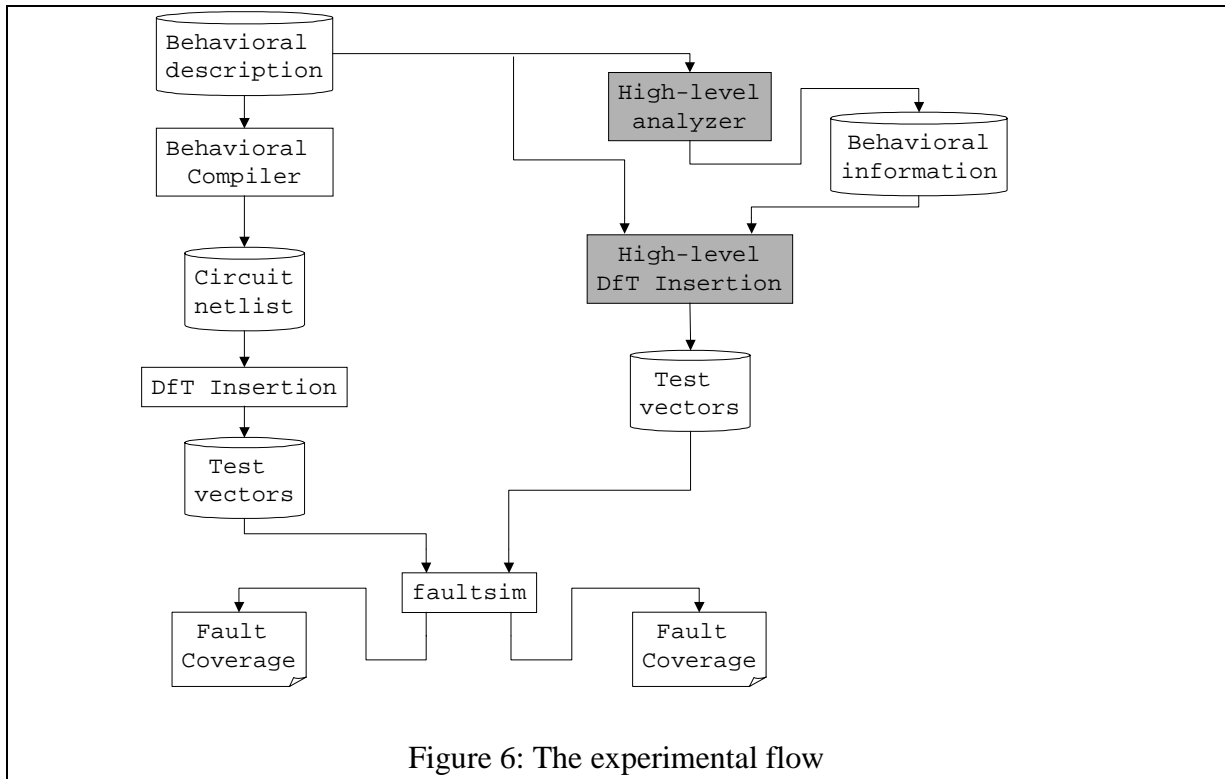 Behavioral
description
High-level
analyzer
Behavioral
Compiler
Behavioral
information
High-level
DfT Insertion
Circuit
netlist
Test
vectors
DfT Insertion
Test
vectors
faultsim
Fault
Coverage
Fault
Coverage
Figure 6: The experimental flow